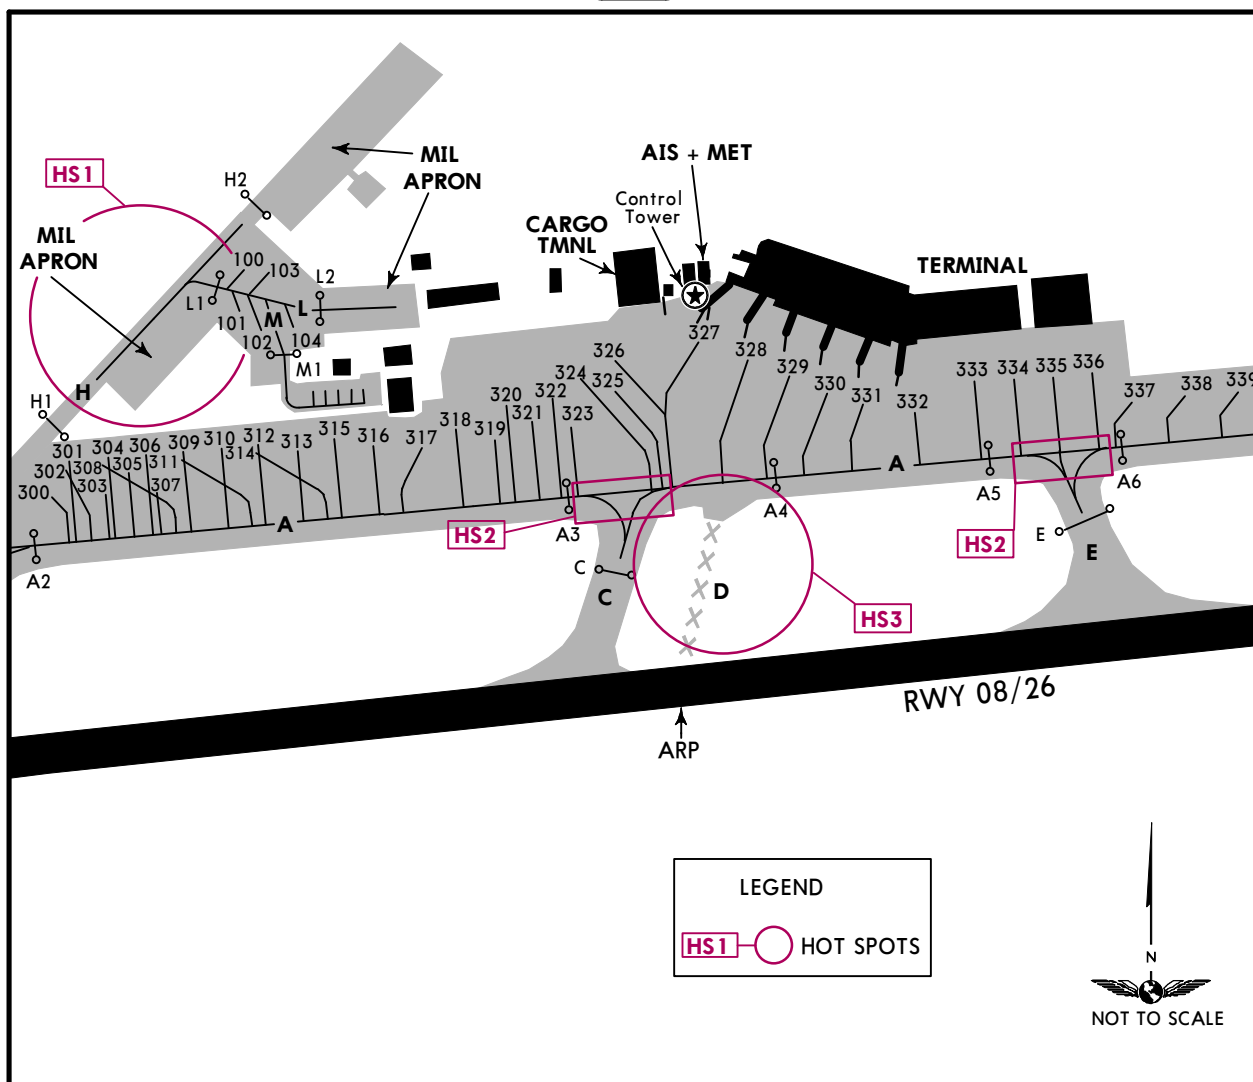 HS1
H2
MIL
APRON
AIS + MET
Control
Tower
CARGO
TMNL
TERMINAL
MIL
APRON
100
103
L2
L1
L
101
M
102
104
M1
H
H1
327
326
324
325
328
329
330
331
332
333
334
335
336
337
338
339
320
322
318
321
323
319
317
316
315
313
312
314
310
309
311
306
304
305
307
301
308
302
303
300
A
A
A2
A3
A4
A5
A6
HS2
HS2
C
C
D
E
E
HS3
RWY 08/26
ARP
LEGEND
HS1
HOT SPOTS
N
NOT TO SCALE